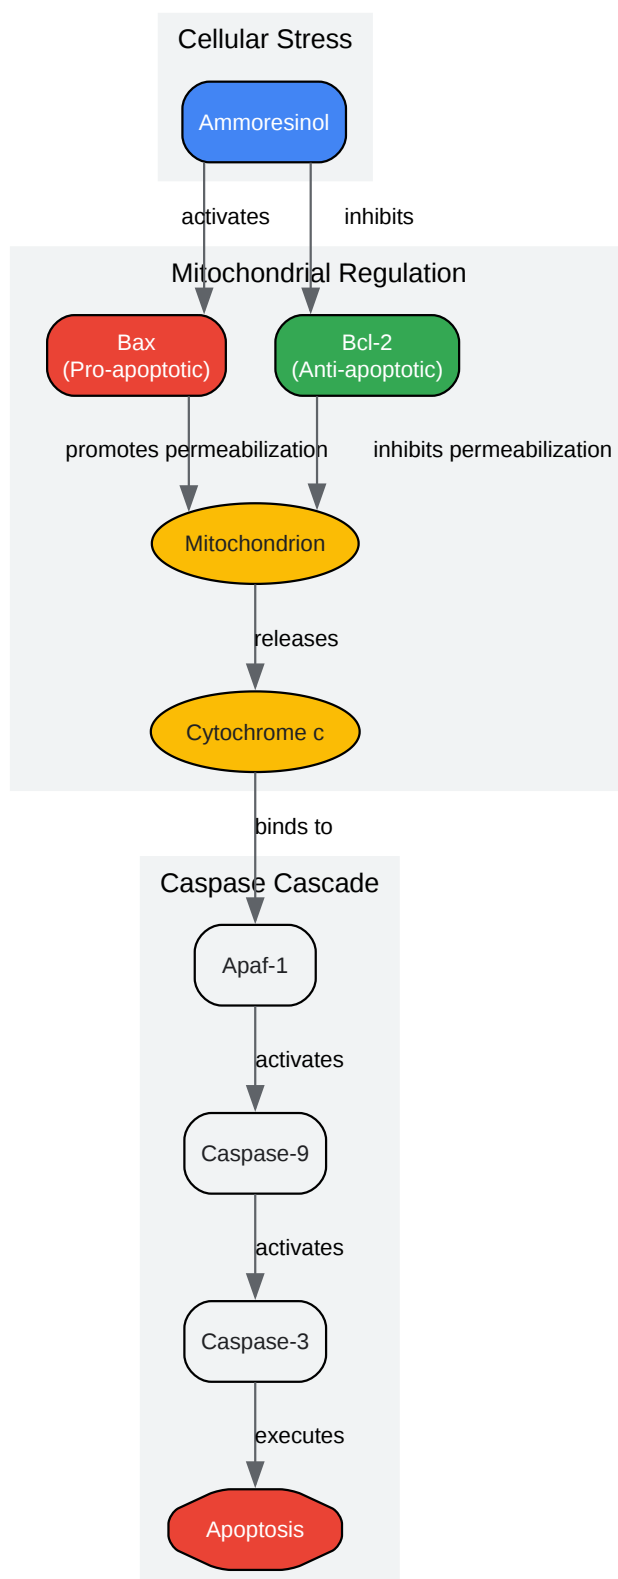 Cellular Stress
Ammoresinol
activates
inhibits
Mitochondrial Regulation
Bax
(Pro-apoptotic)
Bcl-2
(Anti-apoptotic)
promotes permeabilization
inhibits permeabilization
Mitochondrion
releases
Cytochrome c
binds to
Caspase Cascade
Apaf-1
activates
Caspase-9
activates
Caspase-3
executes
Apoptosis